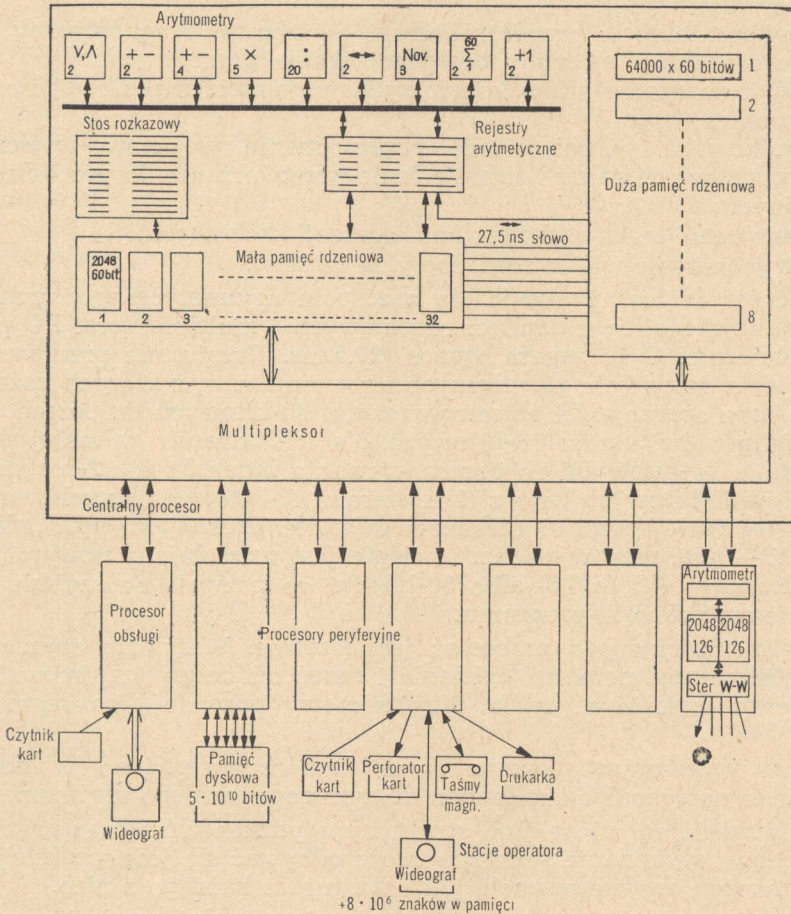 Arytmometry
V,Λ + − + − × : ↔ Nov. 60 Σ 1 +1
2 2 4 5 20 2 3 2 2
64000 x 60 bitów 1
2
Stos rozkazowy
Rejestry
arytmetyczne
Duża pamięć rdzeniowa
27,5 ns słowo
Mała pamięć rdzeniowa
2048
60 bit.
1 2 3 32
8
Multipleksor
Centralny procesor
Procesor
obsługi
Procesory peryferyjne
Arytmometr
2048 2048
126 126
Ster W-W
Czytnik
kart
Wideograf
Pamięć
dyskowa
5 · 10¹⁰ bitów
Czytnik
kart
Perforator
kart
Taśmy
magn.
Drukarka
Stacje operatora
Wideograf
+8 · 10⁶ znaków w pamięci